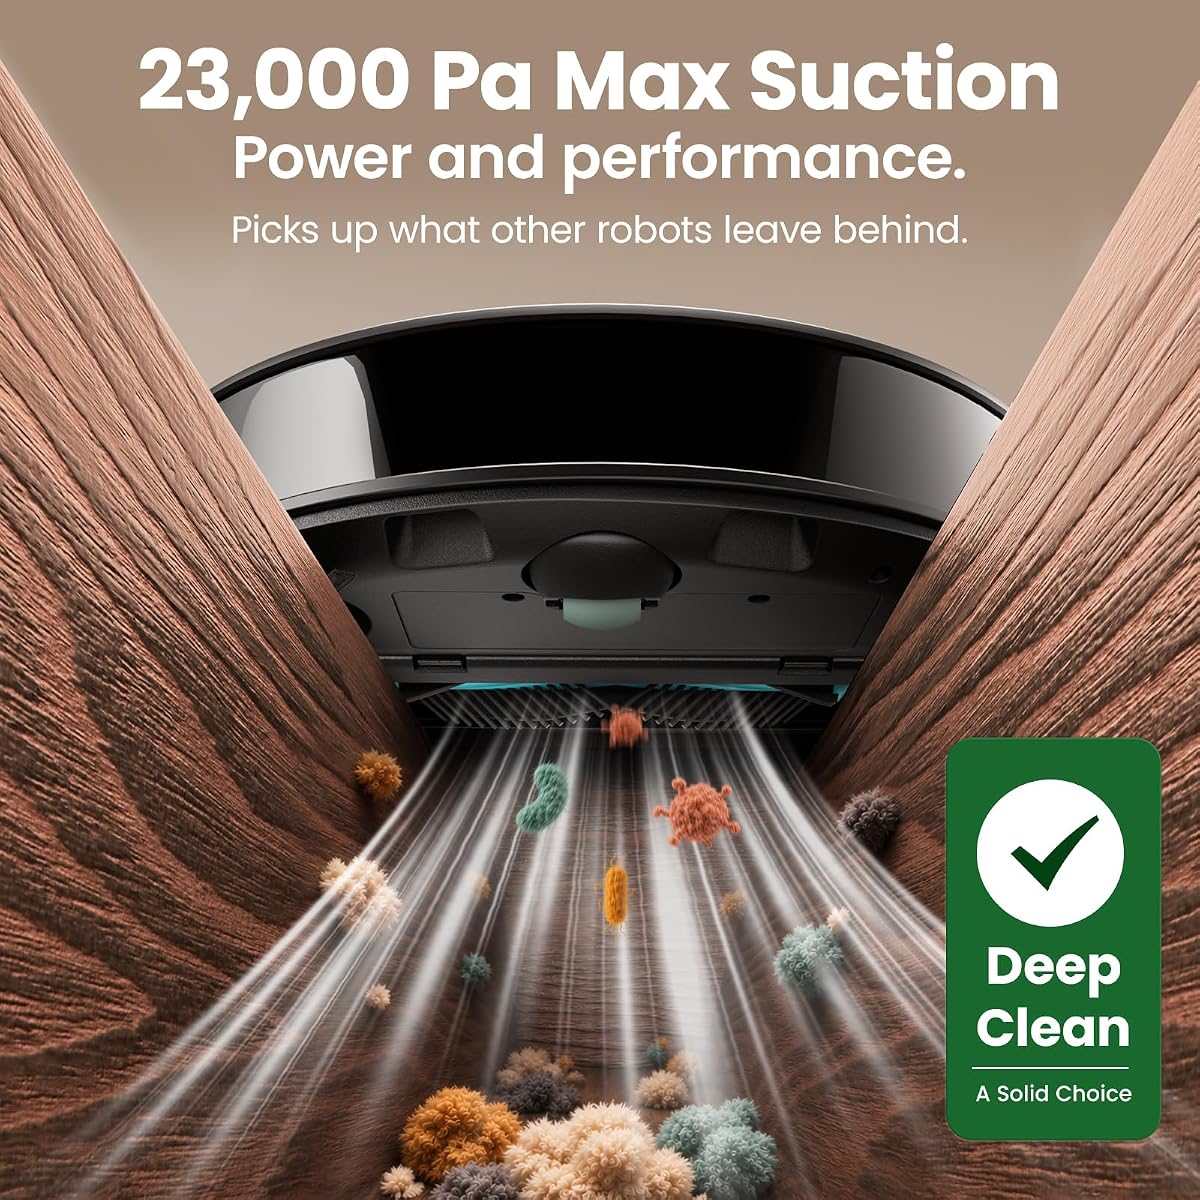 23,000 Pa Max Suction
Power and performance.
Picks up what other robots leave behind.
Deep
Clean
A Solid Choice